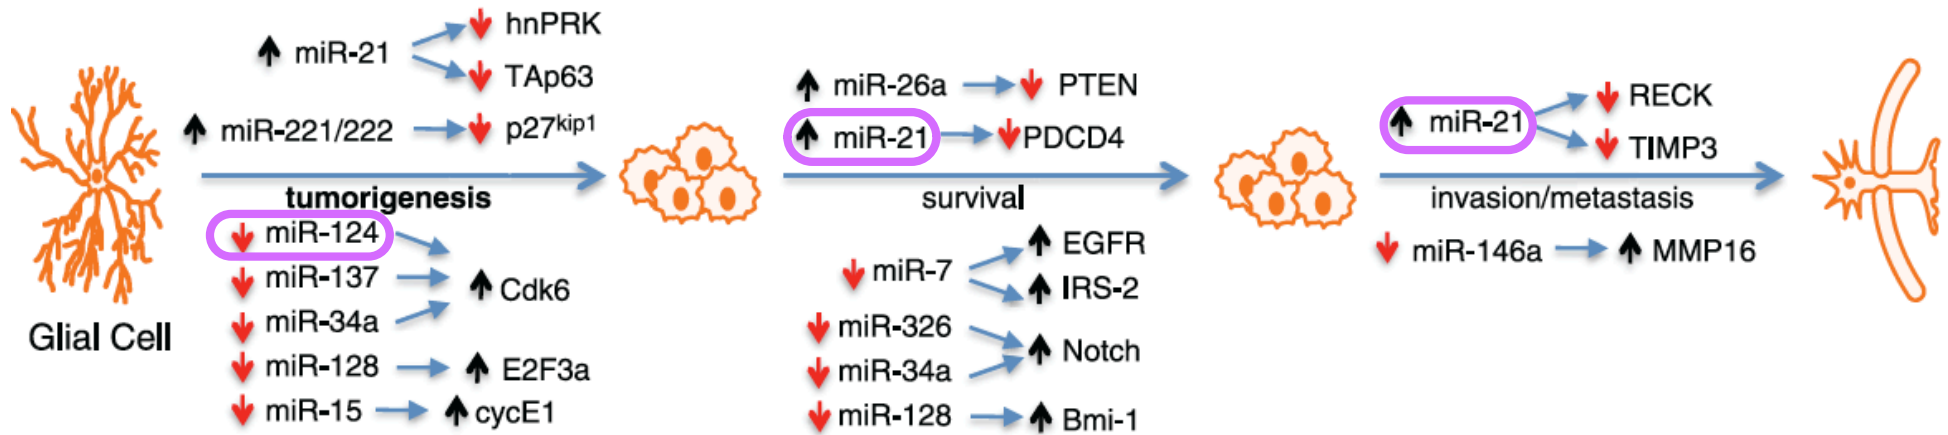 miR-21
hnPRK
TAp63
miR-221/222
p27kip1
tumorigenesis
miR-124
miR-137
miR-34a
Cdk6
miR-128
E2F3a
miR-15
cycE1
Glial Cell
miR-26a
PTEN
miR-21
PDCD4
survival
miR-7
EGFR
IRS-2
miR-326
miR-34a
Notch
miR-128
Bmi-1
miR-21
RECK
TIMP3
invasion/metastasis
miR-146a
MMP16